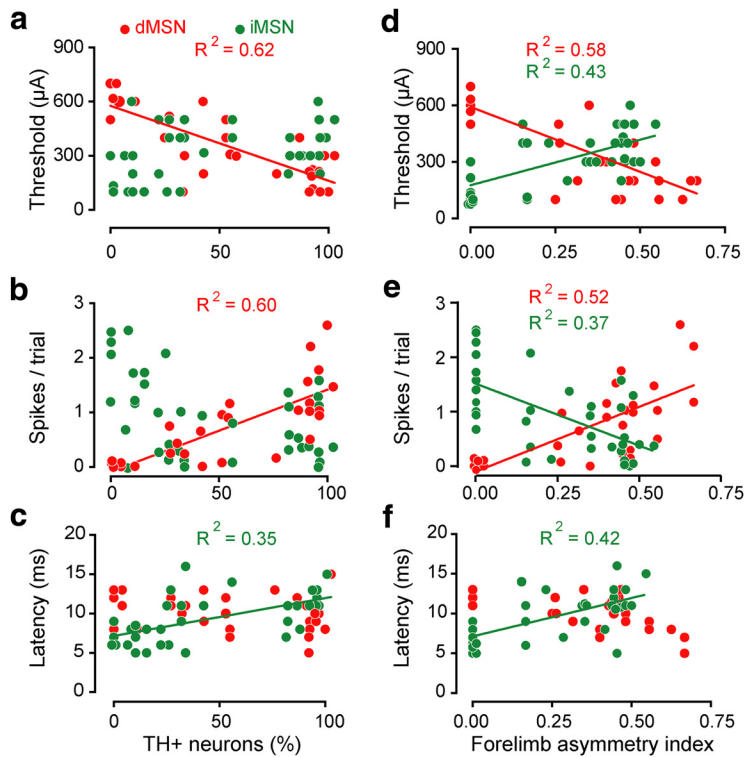 a
dMSN iMSN
R² = 0.62
900
600
300
0
Threshold (µA)
0 50 100
b
R² = 0.60
3
2
1
0
Spikes / trial
0 50 100
c
R² = 0.35
20
15
10
5
0
Latency (ms)
0 50 100
TH+ neurons (%)
d
R² = 0.58
R² = 0.43
900
600
300
0
Threshold (µA)
0.00 0.25 0.50 0.75
e
R² = 0.52
R² = 0.37
3
2
1
0
Spikes / trial
0.00 0.25 0.50 0.75
f
R² = 0.42
20
15
10
5
0
Latency (ms)
0.00 0.25 0.50 0.75
Forelimb asymmetry index